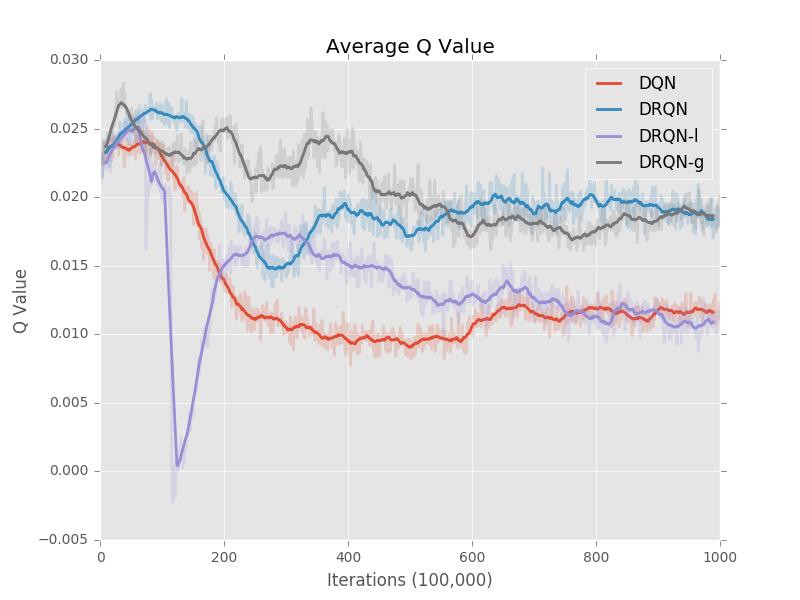 Average Q Value
0.030
0.025
0.020
0.015
0.010
0.005
0.000
−0.005
Q Value
0
200
400
600
800
1000
Iterations (100,000)
DQN
DRQN
DRQN-l
DRQN-g